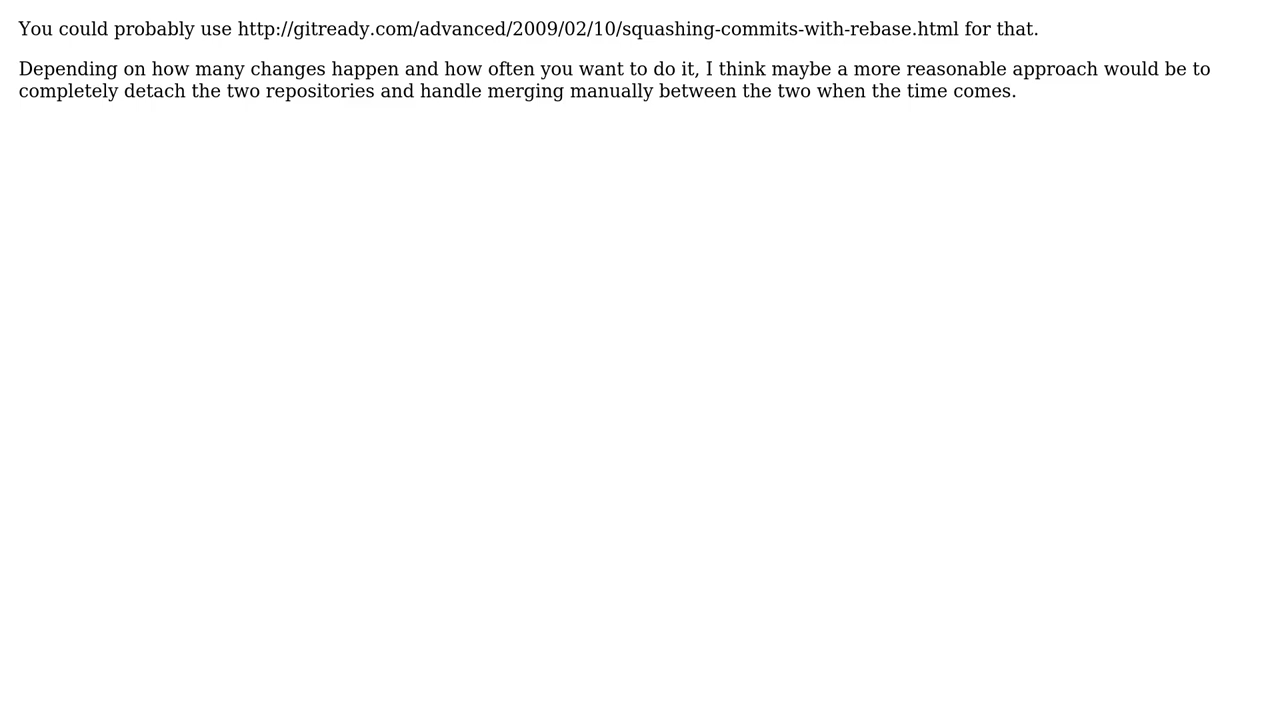 You could probably use http://gitready.com/advanced/2009/02/10/squashing-commits-with-rebase.html for that.
Depending on how many changes happen and how often you want to do it, I think maybe a more reasonable approach would be to
completely detach the two repositories and handle merging manually between the two when the time comes.